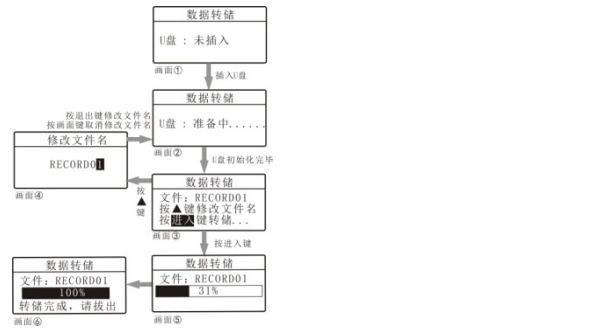 数据转储
U盘 : 未插入
画面①
插入U盘
数据转储
U盘 : 准备中......
画面②
按退出键修改文件名
按画面键取消修改文件名
修改文件名
RECORD01
画面④
U盘初始化完毕
数据转储
文件: RECORD01
按▲键修改文件名
按进入键转储...
画面③
按
▲
键
按进入键
数据转储
文件: RECORD01
31%
画面⑤
数据转储
文件: RECORD01
100%
转储完成，请拔出
画面⑥